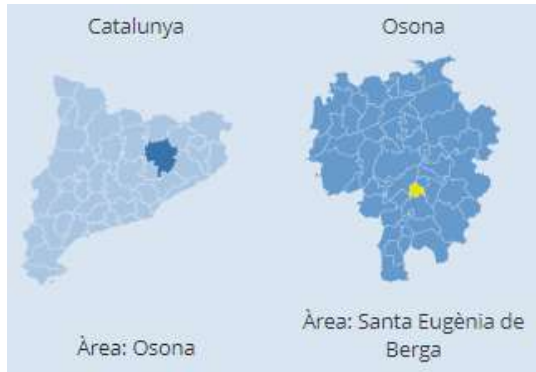 Catalunya
Osona
Àrea: Osona
Àrea: Santa Eugènia de
Berga